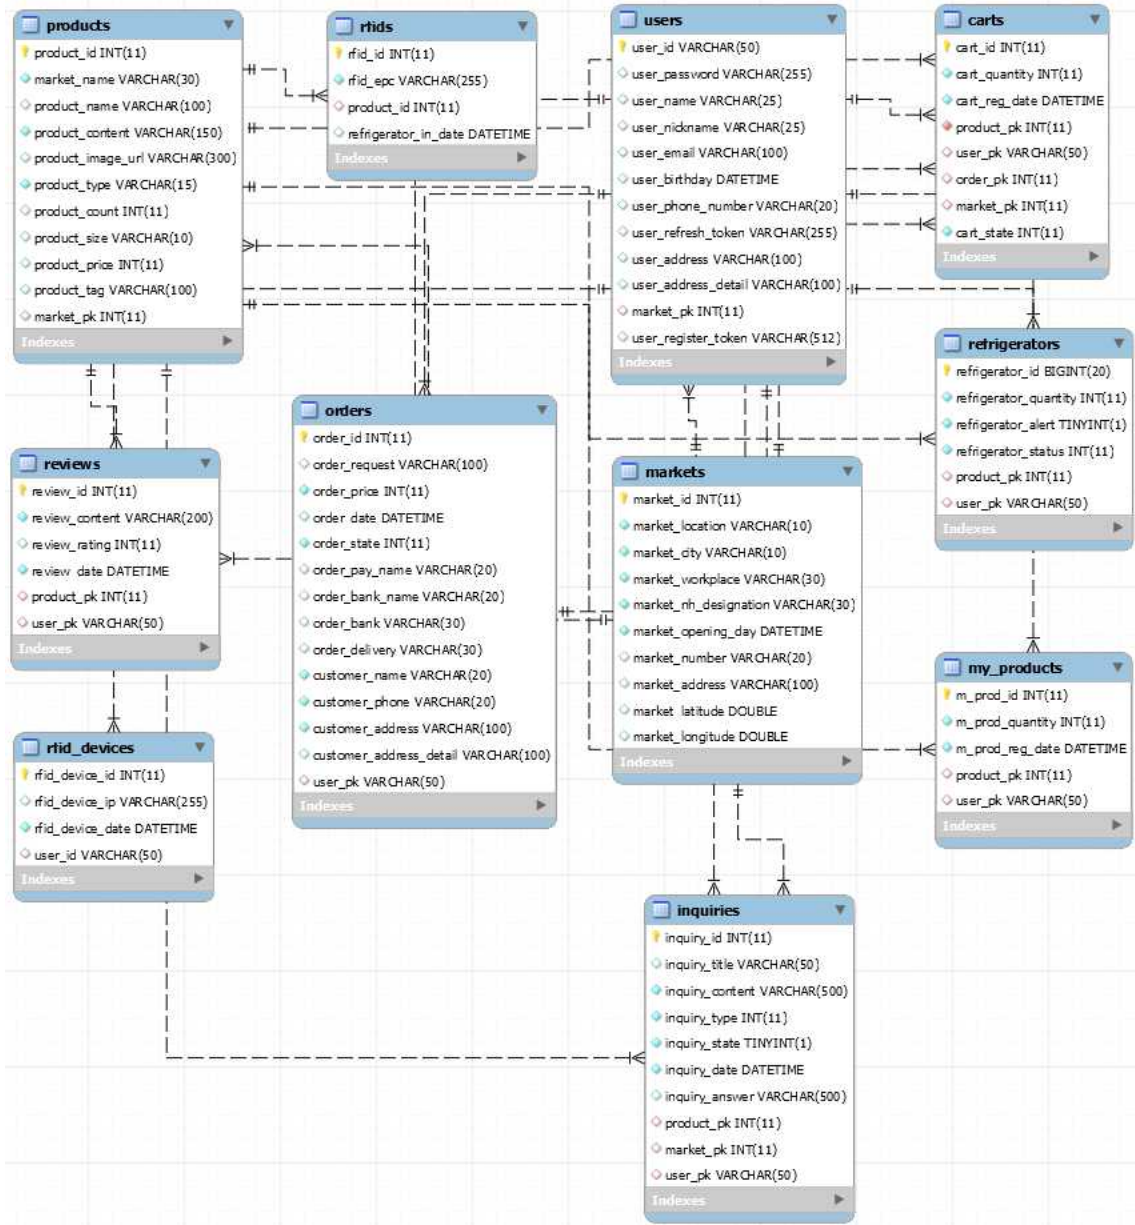 products
product_id INT(11)
market_name VARCHAR(30)
product_name VARCHAR(100)
product_content VARCHAR(150)
product_image_url VARCHAR(300)
product_type VARCHAR(15)
product_count INT(11)
product_size VARCHAR(10)
product_price INT(11)
product_tag VARCHAR(100)
market_pk INT(11)
Indexes
rfids
rfid_id INT(11)
rfid_epc VARCHAR(255)
product_id INT(11)
refrigerator_in_date DATETIME
Indexes
users
user_id VARCHAR(50)
user_password VARCHAR(255)
user_name VARCHAR(25)
user_nickname VARCHAR(25)
user_email VARCHAR(100)
user_birthday DATETIME
user_phone_number VARCHAR(20)
user_refresh_token VARCHAR(255)
user_address VARCHAR(100)
user_address_detail VARCHAR(100)
market_pk INT(11)
user_register_token VARCHAR(512)
Indexes
carts
cart_id INT(11)
cart_quantity INT(11)
cart_reg_date DATETIME
product_pk INT(11)
user_pk VARCHAR(50)
order_pk INT(11)
market_pk INT(11)
cart_state INT(11)
Indexes
refrigerators
refrigerator_id BIGINT(20)
refrigerator_quantity INT(11)
refrigerator_alert TINYINT(1)
refrigerator_status INT(11)
product_pk INT(11)
user_pk VARCHAR(50)
Indexes
reviews
review_id INT(11)
review_content VARCHAR(200)
review_rating INT(11)
review_date DATETIME
product_pk INT(11)
user_pk VARCHAR(50)
Indexes
orders
order_id INT(11)
order_request VARCHAR(100)
order_price INT(11)
order_date DATETIME
order_state INT(11)
order_pay_name VARCHAR(20)
order_bank_name VARCHAR(20)
order_bank VARCHAR(30)
order_delivery VARCHAR(30)
customer_name VARCHAR(20)
customer_phone VARCHAR(20)
customer_address VARCHAR(100)
customer_address_detail VARCHAR(100)
user_pk VARCHAR(50)
Indexes
markets
market_id INT(11)
market_location VARCHAR(10)
market_city VARCHAR(10)
market_workplace VARCHAR(30)
market_nh_designation VARCHAR(30)
market_opening_day DATETIME
market_number VARCHAR(20)
market_address VARCHAR(100)
market_latitude DOUBLE
market_longitude DOUBLE
Indexes
my_products
m_prod_id INT(11)
m_prod_quantity INT(11)
m_prod_reg_date DATETIME
product_pk INT(11)
user_pk VARCHAR(50)
Indexes
rfid_devices
rfid_device_id INT(11)
rfid_device_ip VARCHAR(255)
rfid_device_date DATETIME
user_id VARCHAR(50)
Indexes
inquiries
inquiry_id INT(11)
inquiry_title VARCHAR(50)
inquiry_content VARCHAR(500)
inquiry_type INT(11)
inquiry_state TINYINT(1)
inquiry_date DATETIME
inquiry_answer VARCHAR(500)
product_pk INT(11)
market_pk INT(11)
user_pk VARCHAR(50)
Indexes